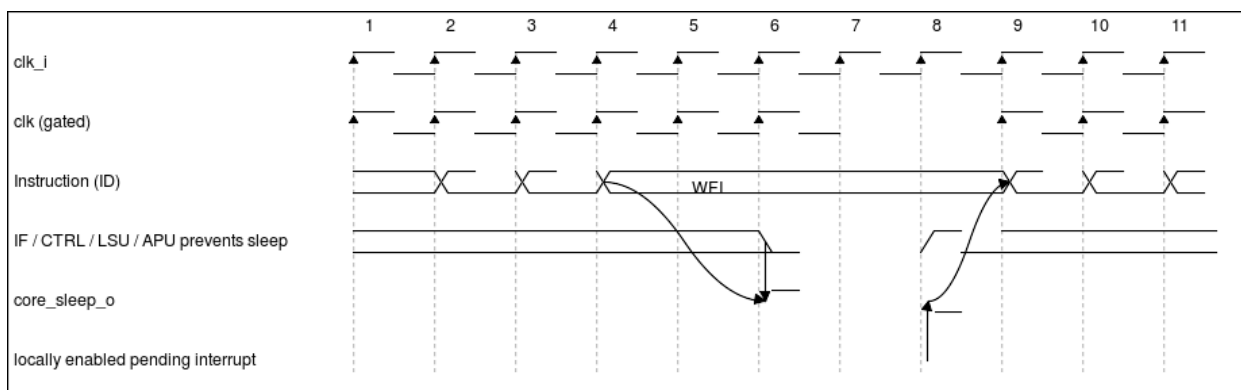 1 2 3 4 5 6 7 8 9 10 11
clk_i
clk (gated)
Instruction (ID)
WFI
IF / CTRL / LSU / APU prevents sleep
core_sleep_o
locally enabled pending interrupt